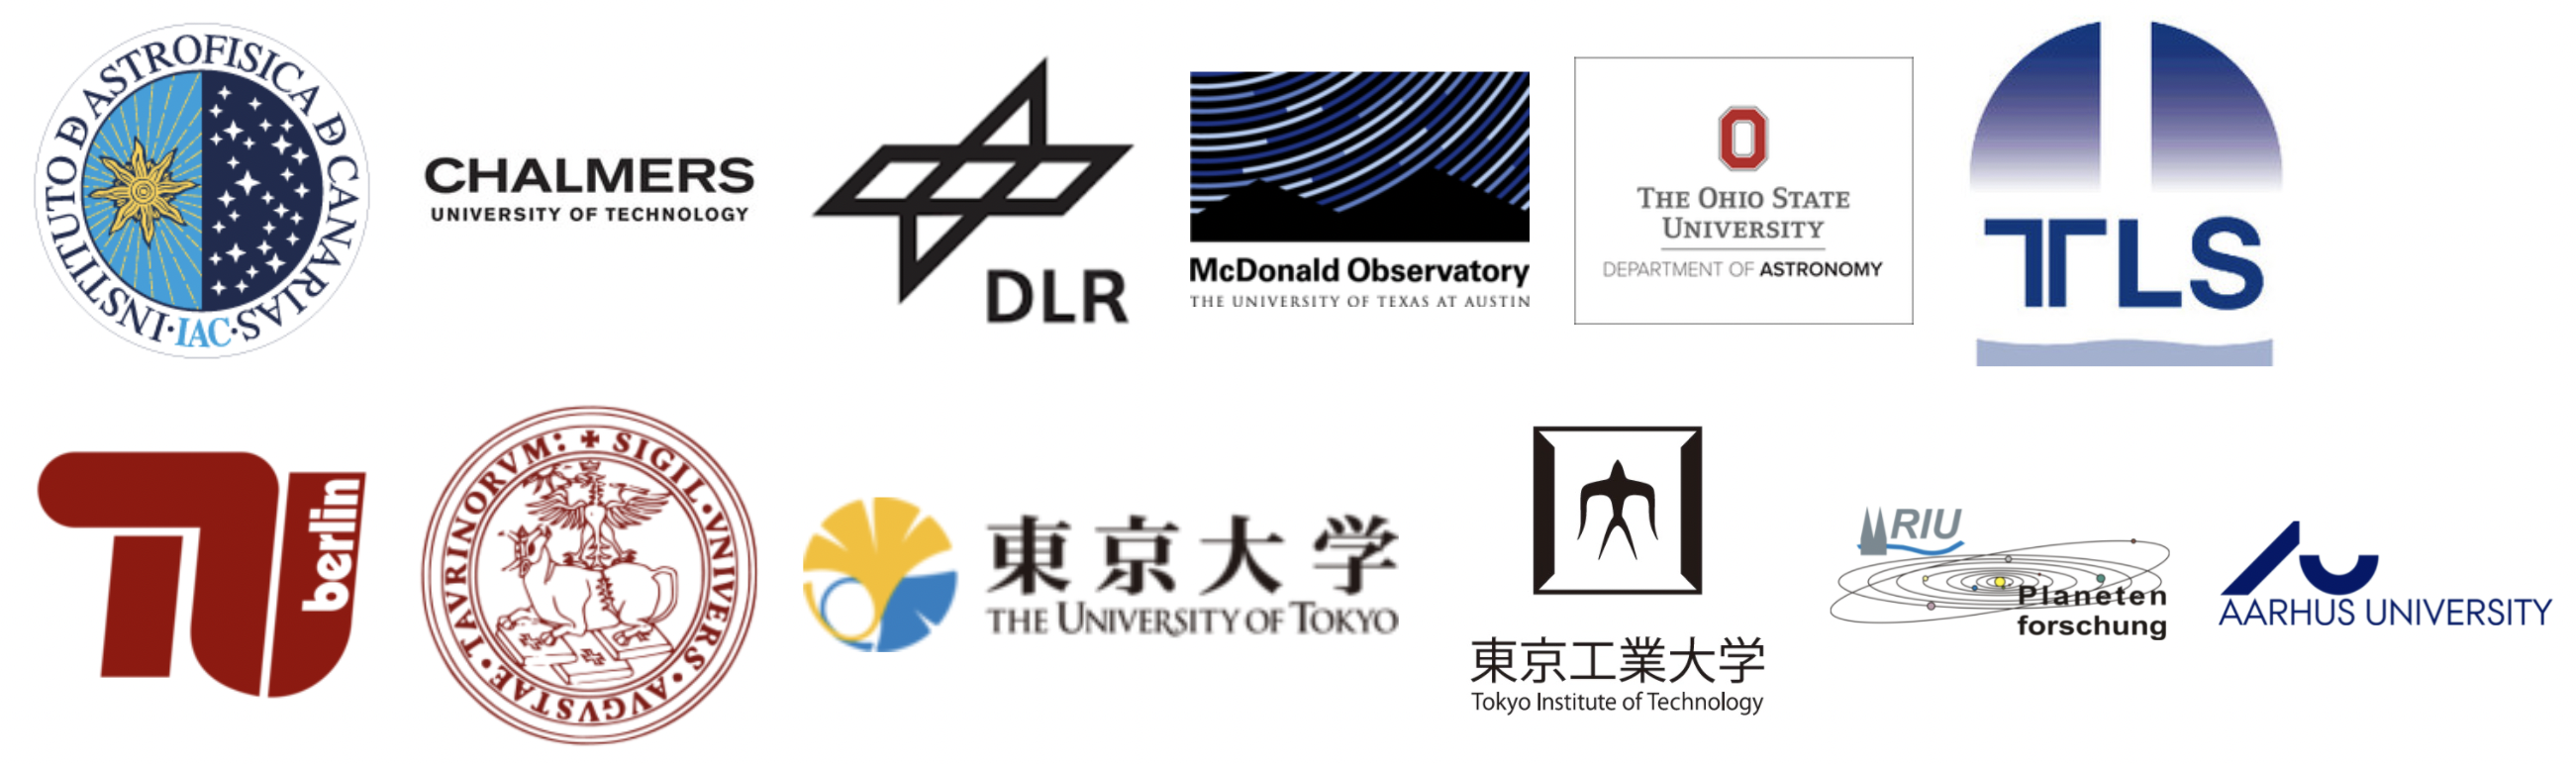 INSTITUTO DE ASTROFISICA DE CANARIAS
·IAC·
CHALMERS
UNIVERSITY OF TECHNOLOGY
DLR
McDonald Observatory
THE UNIVERSITY OF TEXAS AT AUSTIN
O
THE OHIO STATE
UNIVERSITY
DEPARTMENT OF ASTRONOMY
TLS
TU
berlin
✚ SIGIL·VNIVERS·AVGVSTAE·TAVRINORVM:
東京大学
THE UNIVERSITY OF TOKYO
東京工業大学
Tokyo Institute of Technology
RIU
Planeten
forschung
AARHUS UNIVERSITY